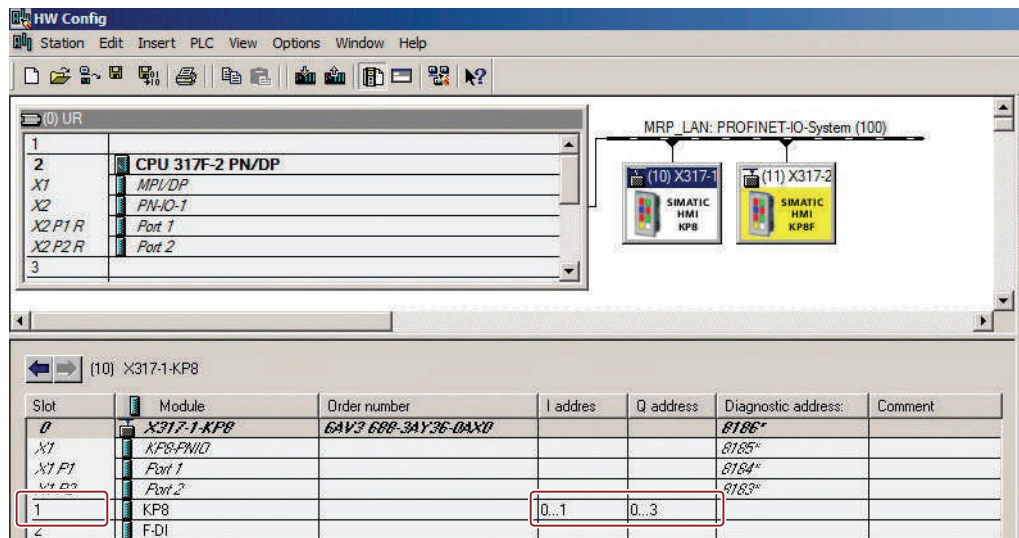 HW Config
Station Edit Insert PLC View Options Window Help
(0) UR
1
2 CPU 317F-2 PN/DP
X1 MPI/DP
X2 PN-IO-1
X2 P1 R Port 1
X2 P2 R Port 2
3
MRP_LAN: PROFINET-IO-System (100)
(10) X317-1
SIMATIC
HMI
KP8
(11) X317-2
SIMATIC
HMI
KP8F
(10) X317-1-KP8
Slot Module Order number I addres Q address Diagnostic address: Comment
0 X317-1-KP8 6AV3 688-3AY36-0AX0 8186*
X1 KP8-PNIO 8185*
X1 P1 Port 1 8184*
X1 P2 Port 2 8183*
1 KP8 0...1 0...3
2 F-DI